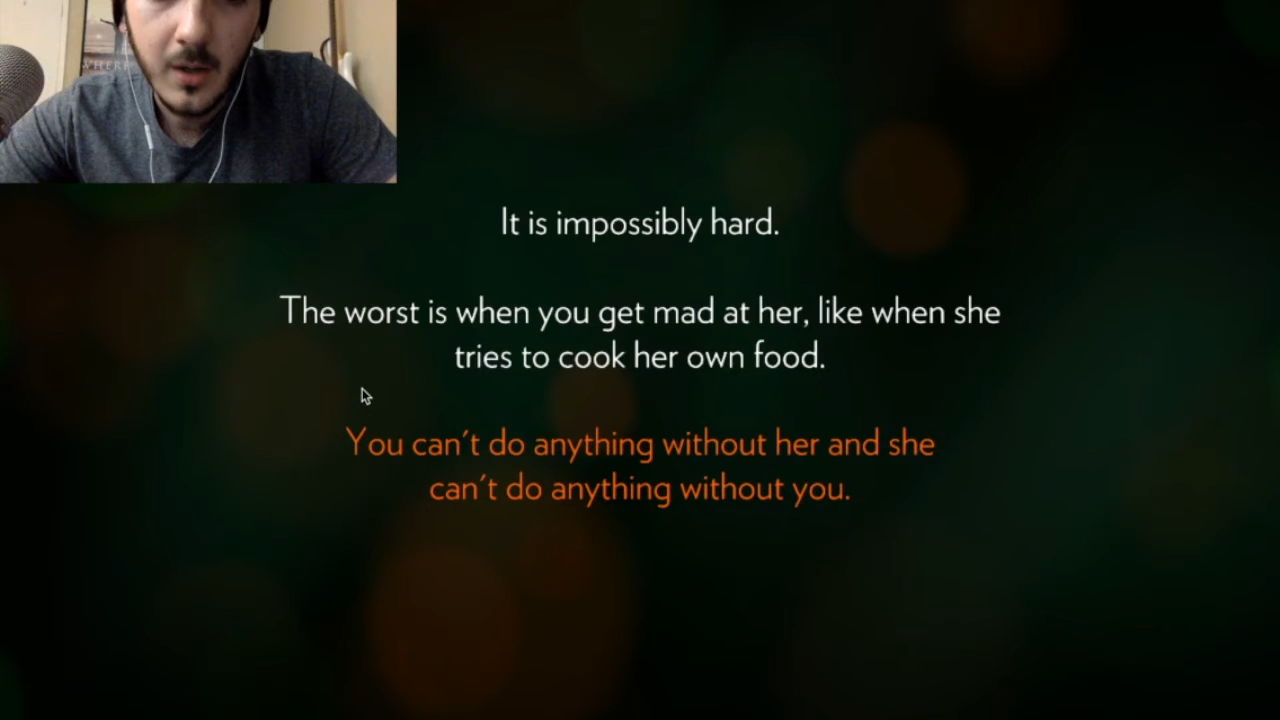 WHERE
It is impossibly hard.
The worst is when you get mad at her, like when she
tries to cook her own food.
You can't do anything without her and she
can't do anything without you.